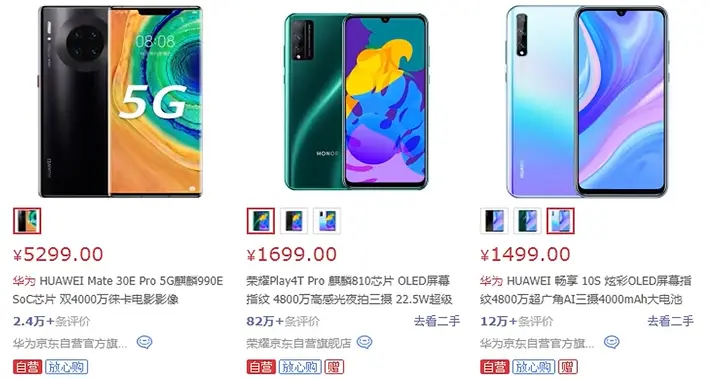 08:08
5G
HUAWEI
HONOR
HUAWEI
¥5299.00
华为 HUAWEI Mate 30E Pro 5G麒麟990E
SoC芯片 双4000万徕卡电影影像
2.4万+条评价
华为京东自营官方旗...
自营 放心购
¥1699.00
荣耀Play4T Pro 麒麟810芯片 OLED屏幕
指纹 4800万高感光夜拍三摄 22.5W超级
82万+条评价 去看二手
荣耀京东自营旗舰店
自营 放心购 赠
¥1499.00
华为 HUAWEI 畅享 10S 炫彩OLED屏幕指
纹4800万超广角AI三摄4000mAh大电池
12万+条评价 去看二手
华为京东自营官方旗...
自营 放心购 赠